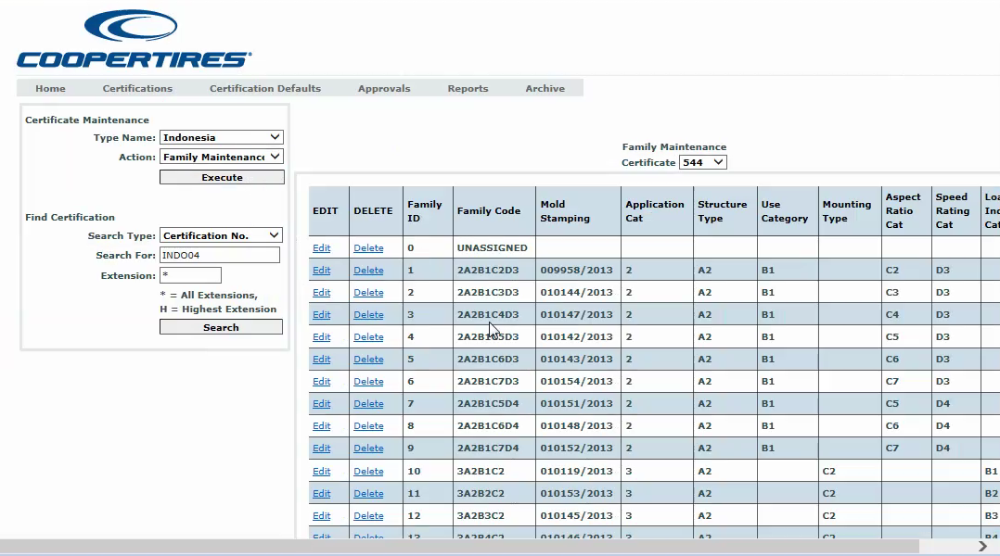 COOPERTIRES®
Home Certifications Certification Defaults Approvals Reports Archive
Certificate Maintenance
Type Name: Indonesia
Action: Family Maintenance
Execute
Find Certification
Search Type: Certification No.
Search For: INDO04
Extension: *
* = All Extensions,
H = Highest Extension
Search
Family Maintenance
Certificate 544
EDIT DELETE Family ID Family Code Mold Stamping Application Cat Structure Type Use Category Mounting Type Aspect Ratio Cat Speed Rating Cat
Edit Delete 0 UNASSIGNED
Edit Delete 1 2A2B1C2D3 009958/2013 2 A2 B1 C2 D3
Edit Delete 2 2A2B1C3D3 010144/2013 2 A2 B1 C3 D3
Edit Delete 3 2A2B1C4D3 010147/2013 2 A2 B1 C4 D3
Edit Delete 4 2A2B1C5D3 010142/2013 2 A2 B1 C5 D3
Edit Delete 5 2A2B1C6D3 010143/2013 2 A2 B1 C6 D3
Edit Delete 6 2A2B1C7D3 010154/2013 2 A2 B1 C7 D3
Edit Delete 7 2A2B1C5D4 010151/2013 2 A2 B1 C5 D4
Edit Delete 8 2A2B1C6D4 010148/2013 2 A2 B1 C6 D4
Edit Delete 9 2A2B1C7D4 010152/2013 2 A2 B1 C7 D4
Edit Delete 10 3A2B1C2 010119/2013 3 A2 C2 B1
Edit Delete 11 3A2B2C2 010153/2013 3 A2 C2 B2
Edit Delete 12 3A2B3C2 010145/2013 3 A2 C2 B3
Edit Delete 13 3A2B4C2 010146/2013 3 A2 C2 B4